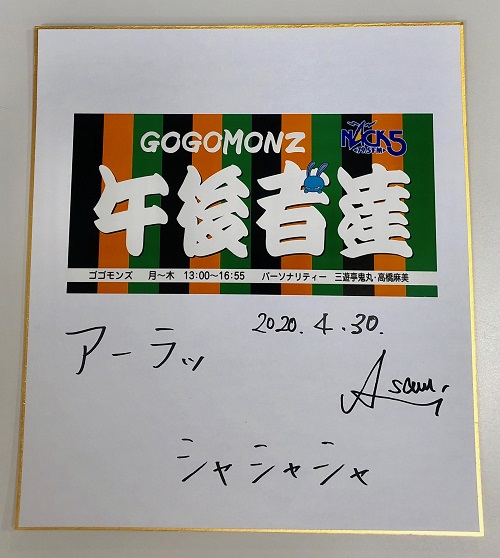 GOGOMONZ
NACK5
79.5FM
午後者達
ゴゴモンズ 月〜木 13:00〜16:55 パーソナリティー 三遊亭鬼丸・高橋麻美
2020.4.30.
アーラッ
Asami
シャシャシャ